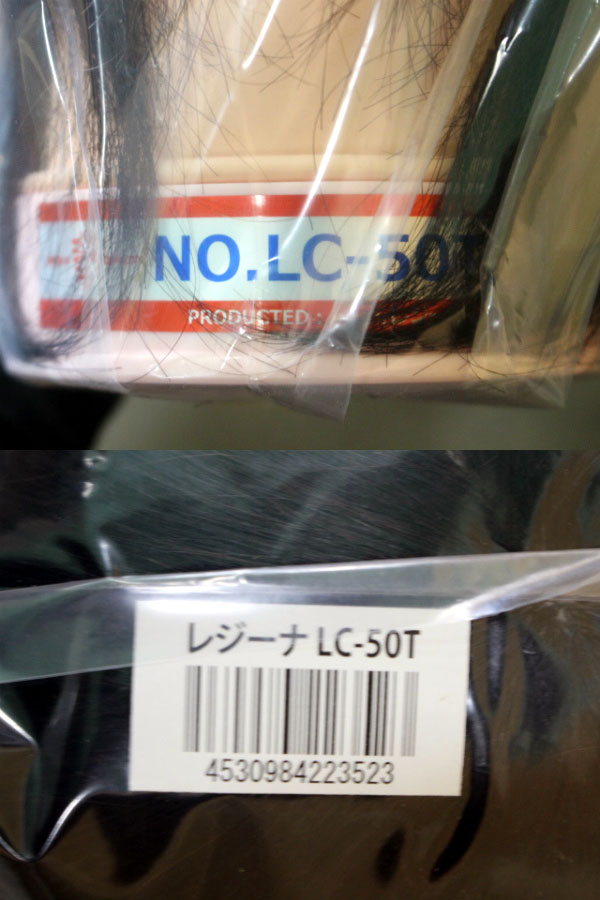 NO.LC-50T
PRODUCTED:
レジーナ LC-50T
4530984223523